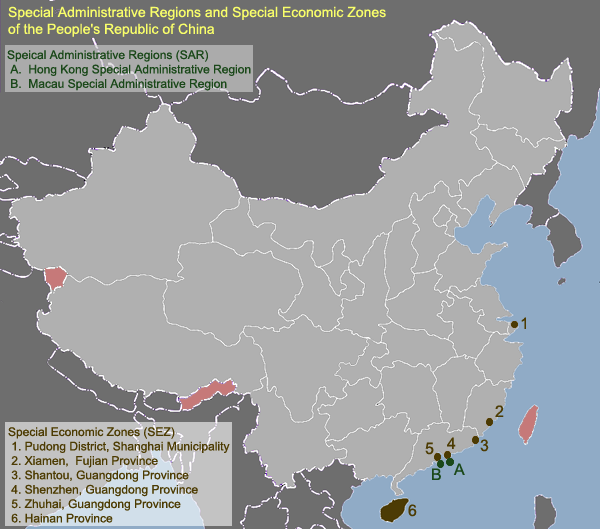 Special Administrative Regions and Special Economic Zones
of the People's Republic of China
Speical Administrative Regions (SAR)
A. Hong Kong Special Administrative Region
B. Macau Special Administrative Region
1
2
3
4
5
A
B
6
Special Economic Zones (SEZ)
1. Pudong District, Shanghai Municipality
2. Xiamen, Fujian Province
3. Shantou, Guangdong Province
4. Shenzhen, Guangdong Province
5. Zhuhai, Guangdong Province
6. Hainan Province